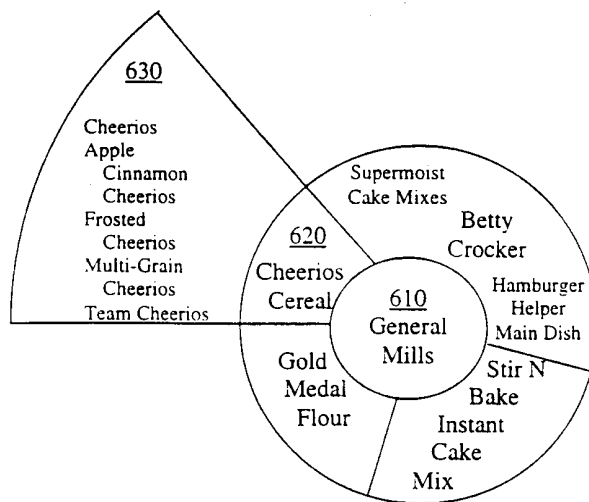 630
Cheerios
Apple
Cinnamon
Cheerios
Frosted
Cheerios
Multi-Grain
Cheerios
Team Cheerios
620
Cheerios
Cereal
Supermoist
Cake Mixes
Betty
Crocker
Hamburger
Helper
Main Dish
610
General
Mills
Gold
Medal
Flour
Stir N
Bake
Instant
Cake
Mix